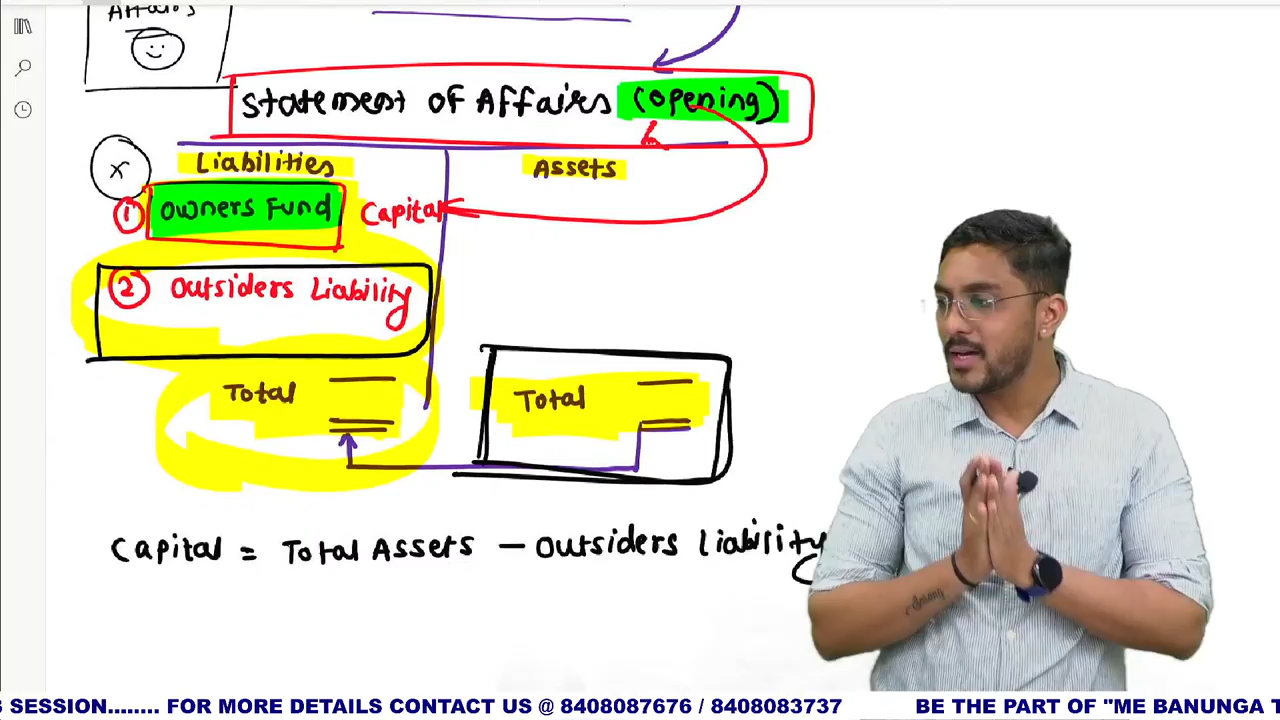 Affairs
Statement of Affairs (opening)
x
Liabilities Assets
① Owners Fund Capital
② Outsiders Liability
Total Total
Capital = Total Assets – Outsiders Liability
S SESSION........ FOR MORE DETAILS CONTACT US @ 8408087676 / 8408083737 BE THE PART OF "ME BANUNGA T